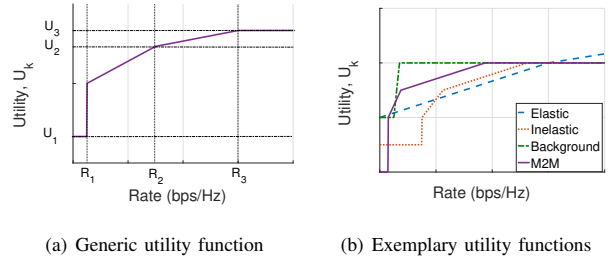 U3
U2
U1
Utility, Uk
R1 R2 R3
Rate (bps/Hz)
(a) Generic utility function
Utility, Uk
Elastic
Inelastic
Background
M2M
Rate (bps/Hz)
(b) Exemplary utility functions